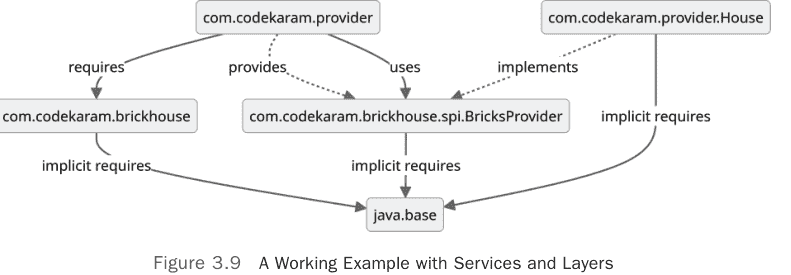 com.codekaram.provider
com.codekaram.provider.House
requires
provides
uses
implements
com.codekaram.brickhouse
com.codekaram.brickhouse.spi.BricksProvider
implicit requires
implicit requires
implicit requires
java.base
Figure 3.9 A Working Example with Services and Layers